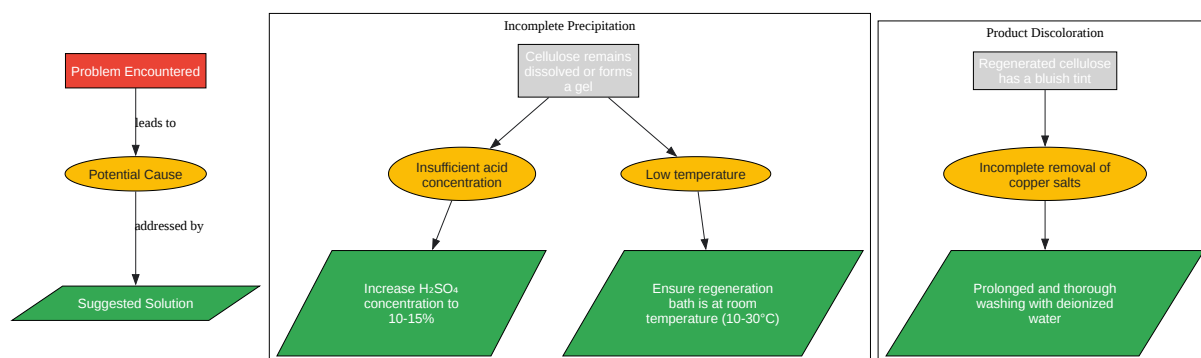 Problem Encountered
leads to
Potential Cause
addressed by
Suggested Solution
Incomplete Precipitation
Cellulose remains
dissolved or forms
a gel
Insufficient acid
concentration
Low temperature
Increase H₂SO₄
concentration to
10-15%
Ensure regeneration
bath is at room
temperature (10-30°C)
Product Discoloration
Regenerated cellulose
has a bluish tint
Incomplete removal of
copper salts
Prolonged and thorough
washing with deionized
water